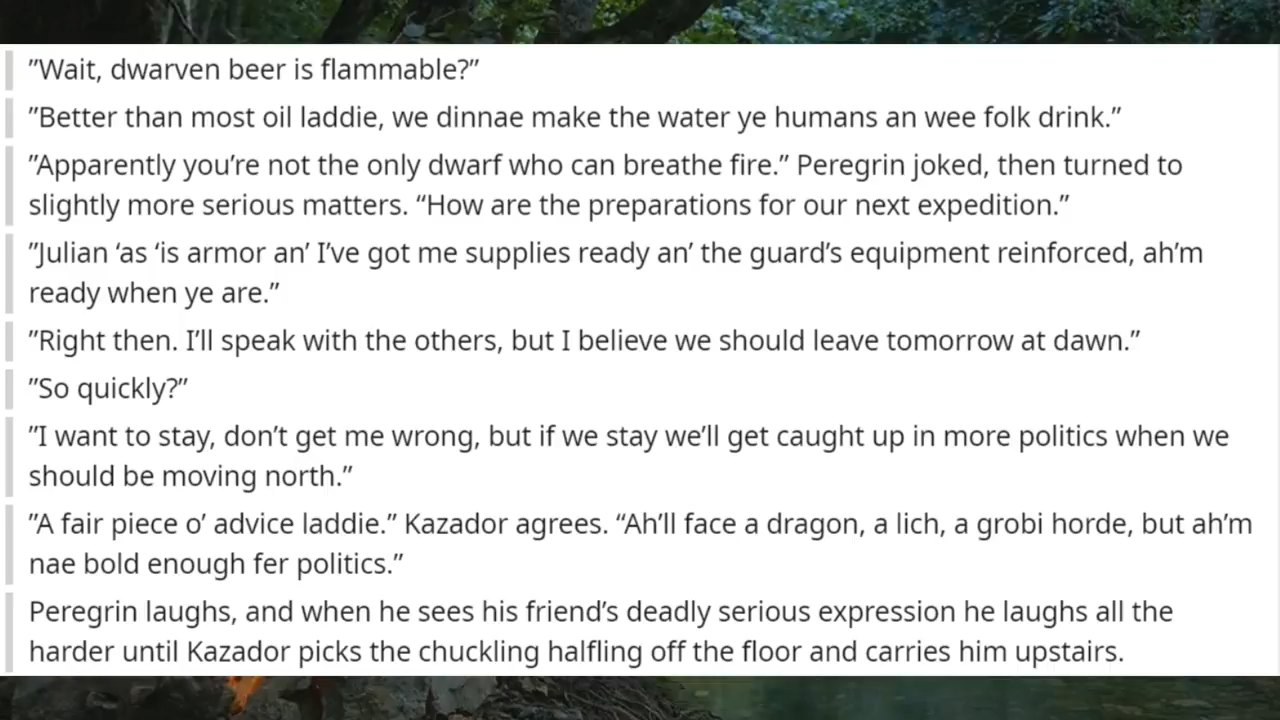 ”Wait, dwarven beer is flammable?”
”Better than most oil laddie, we dinnae make the water ye humans an wee folk drink.”
”Apparently you’re not the only dwarf who can breathe fire.” Peregrin joked, then turned to
slightly more serious matters. “How are the preparations for our next expedition.”
”Julian ‘as ‘is armor an’ I’ve got me supplies ready an’ the guard’s equipment reinforced, ah’m
ready when ye are.”
”Right then. I’ll speak with the others, but I believe we should leave tomorrow at dawn.”
”So quickly?”
”I want to stay, don’t get me wrong, but if we stay we’ll get caught up in more politics when we
should be moving north.”
”A fair piece o’ advice laddie.” Kazador agrees. “Ah’ll face a dragon, a lich, a grobi horde, but ah’m
nae bold enough fer politics.”
Peregrin laughs, and when he sees his friend’s deadly serious expression he laughs all the
harder until Kazador picks the chuckling halfling off the floor and carries him upstairs.